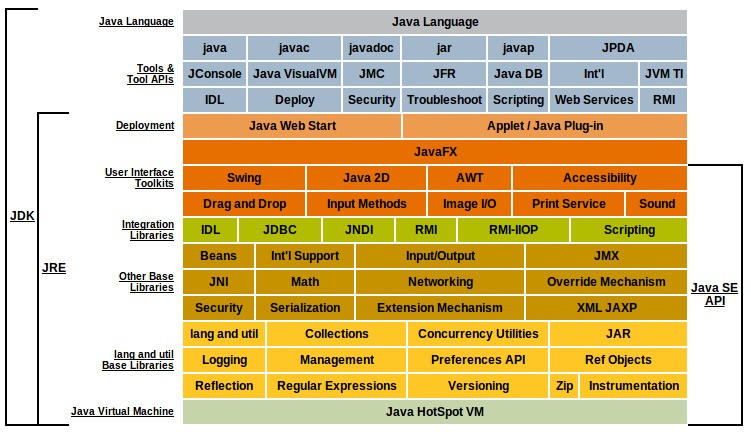 Java Language Java Language
java javac javadoc jar javap JPDA
Tools &
Tool APIs
JConsole Java VisualVM JMC JFR Java DB Int'l JVM TI
IDL Deploy Security Troubleshoot Scripting Web Services RMI
Deployment Java Web Start Applet / Java Plug-in
JavaFX
User Interface
Toolkits
Swing Java 2D AWT Accessibility
Drag and Drop Input Methods Image I/O Print Service Sound
Integration
Libraries
IDL JDBC JNDI RMI RMI-IIOP Scripting
JDK
JRE
Beans Int'l Support Input/Output JMX
Other Base
Libraries
JNI Math Networking Override Mechanism
Security Serialization Extension Mechanism XML JAXP
Java SE
API
lang and util Collections Concurrency Utilities JAR
lang and util
Base Libraries
Logging Management Preferences API Ref Objects
Reflection Regular Expressions Versioning Zip Instrumentation
Java Virtual Machine Java HotSpot VM